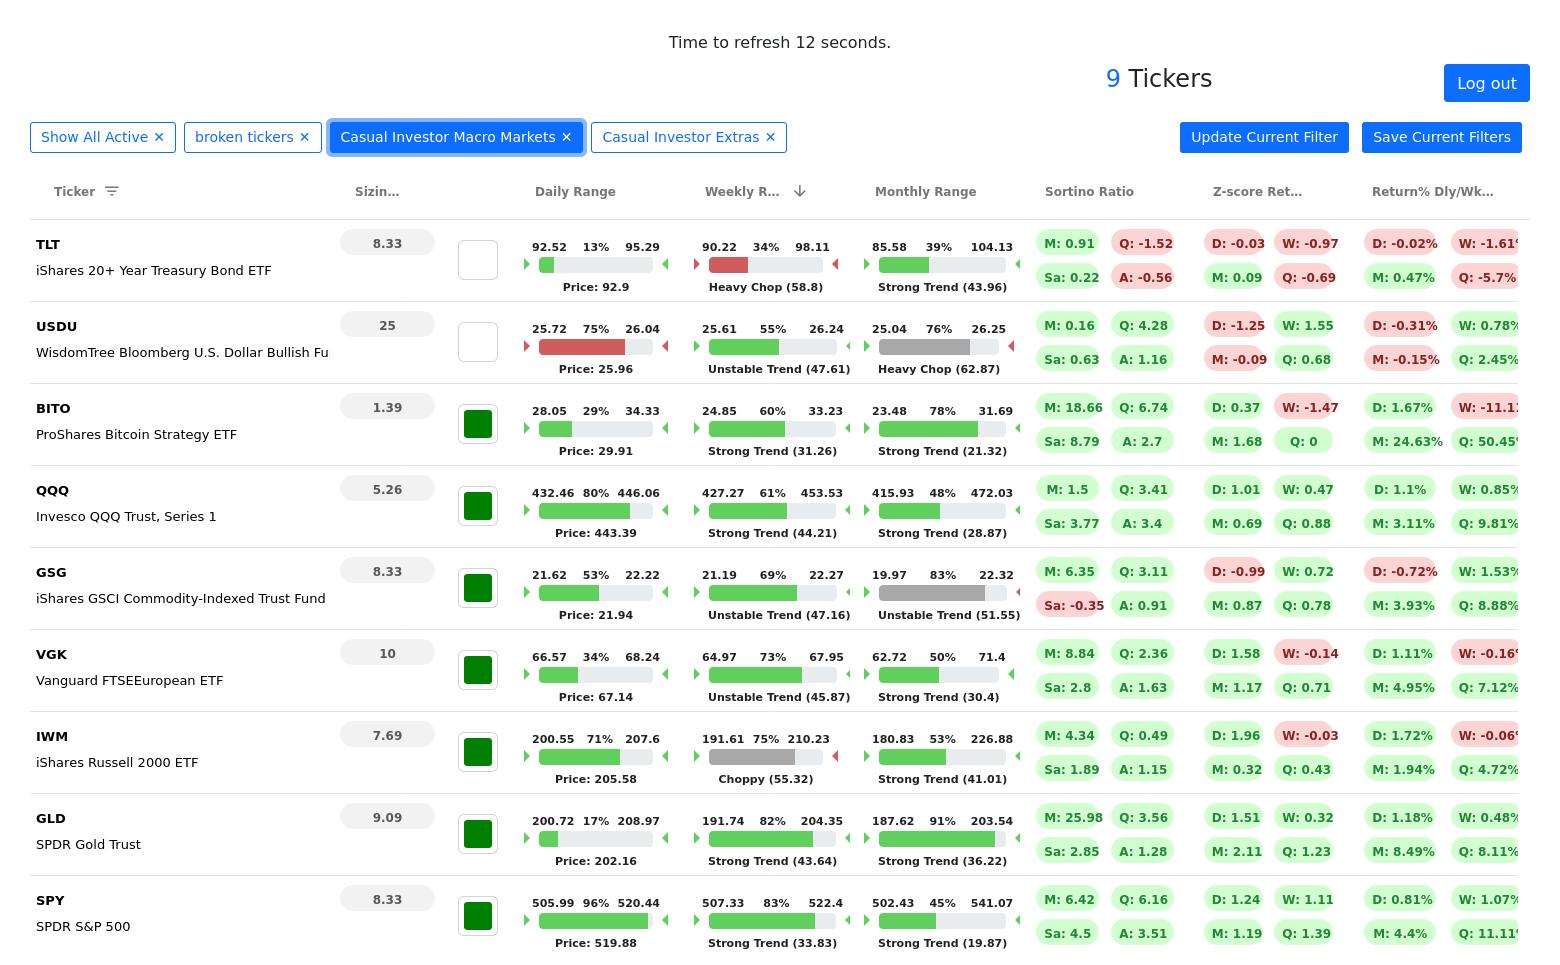 Time to refresh 12 seconds.
9 Tickers
Log out
Show All Active ✕ broken tickers ✕ Casual Investor Macro Markets ✕ Casual Investor Extras ✕ Update Current Filter Save Current Filters
Ticker Sizin… Daily Range Weekly R… Monthly Range Sortino Ratio Z-score Ret… Return% Dly/Wk…
TLT 8.33 M: 0.91 Q: -1.52 D: -0.03 W: -0.97 D: -0.02% W: -1.61%
92.52 13% 95.29 90.22 34% 98.11 85.58 39% 104.13
iShares 20+ Year Treasury Bond ETF Sa: 0.22 A: -0.56 M: 0.09 Q: -0.69 M: 0.47% Q: -5.7%
Price: 92.9 Heavy Chop (58.8) Strong Trend (43.96)
USDU 25 M: 0.16 Q: 4.28 D: -1.25 W: 1.55 D: -0.31% W: 0.78%
25.72 75% 26.04 25.61 55% 26.24 25.04 76% 26.25
WisdomTree Bloomberg U.S. Dollar Bullish Fu Sa: 0.63 A: 1.16 M: -0.09 Q: 0.68 M: -0.15% Q: 2.45%
Price: 25.96 Unstable Trend (47.61) Heavy Chop (62.87)
BITO 1.39 M: 18.66 Q: 6.74 D: 0.37 W: -1.47 D: 1.67% W: -11.1
28.05 29% 34.33 24.85 60% 33.23 23.48 78% 31.69
ProShares Bitcoin Strategy ETF Sa: 8.79 A: 2.7 M: 1.68 Q: 0 M: 24.63% Q: 50.45%
Price: 29.91 Strong Trend (31.26) Strong Trend (21.32)
QQQ 5.26 M: 1.5 Q: 3.41 D: 1.01 W: 0.47 D: 1.1% W: 0.85%
432.46 80% 446.06 427.27 61% 453.53 415.93 48% 472.03
Invesco QQQ Trust, Series 1 Sa: 3.77 A: 3.4 M: 0.69 Q: 0.88 M: 3.11% Q: 9.81%
Price: 443.39 Strong Trend (44.21) Strong Trend (28.87)
GSG 8.33 M: 6.35 Q: 3.11 D: -0.99 W: 0.72 D: -0.72% W: 1.53%
21.62 53% 22.22 21.19 69% 22.27 19.97 83% 22.32
iShares GSCI Commodity-Indexed Trust Fund Sa: -0.35 A: 0.91 M: 0.87 Q: 0.78 M: 3.93% Q: 8.88%
Price: 21.94 Unstable Trend (47.16) Unstable Trend (51.55)
VGK 10 M: 8.84 Q: 2.36 D: 1.58 W: -0.14 D: 1.11% W: -0.16%
66.57 34% 68.24 64.97 73% 67.95 62.72 50% 71.4
Vanguard FTSEEuropean ETF Sa: 2.8 A: 1.63 M: 1.17 Q: 0.71 M: 4.95% Q: 7.12%
Price: 67.14 Unstable Trend (45.87) Strong Trend (30.4)
IWM 7.69 M: 4.34 Q: 0.49 D: 1.96 W: -0.03 D: 1.72% W: -0.06%
200.55 71% 207.6 191.61 75% 210.23 180.83 53% 226.88
iShares Russell 2000 ETF Sa: 1.89 A: 1.15 M: 0.32 Q: 0.43 M: 1.94% Q: 4.72%
Price: 205.58 Choppy (55.32) Strong Trend (41.01)
GLD 9.09 M: 25.98 Q: 3.56 D: 1.51 W: 0.32 D: 1.18% W: 0.48%
200.72 17% 208.97 191.74 82% 204.35 187.62 91% 203.54
SPDR Gold Trust Sa: 2.85 A: 1.28 M: 2.11 Q: 1.23 M: 8.49% Q: 8.11%
Price: 202.16 Strong Trend (43.64) Strong Trend (36.22)
SPY 8.33 M: 6.42 Q: 6.16 D: 1.24 W: 1.11 D: 0.81% W: 1.07%
505.99 96% 520.44 507.33 83% 522.4 502.43 45% 541.07
SPDR S&P 500 Sa: 4.5 A: 3.51 M: 1.19 Q: 1.39 M: 4.4% Q: 11.11%
Price: 519.88 Strong Trend (33.83) Strong Trend (19.87)